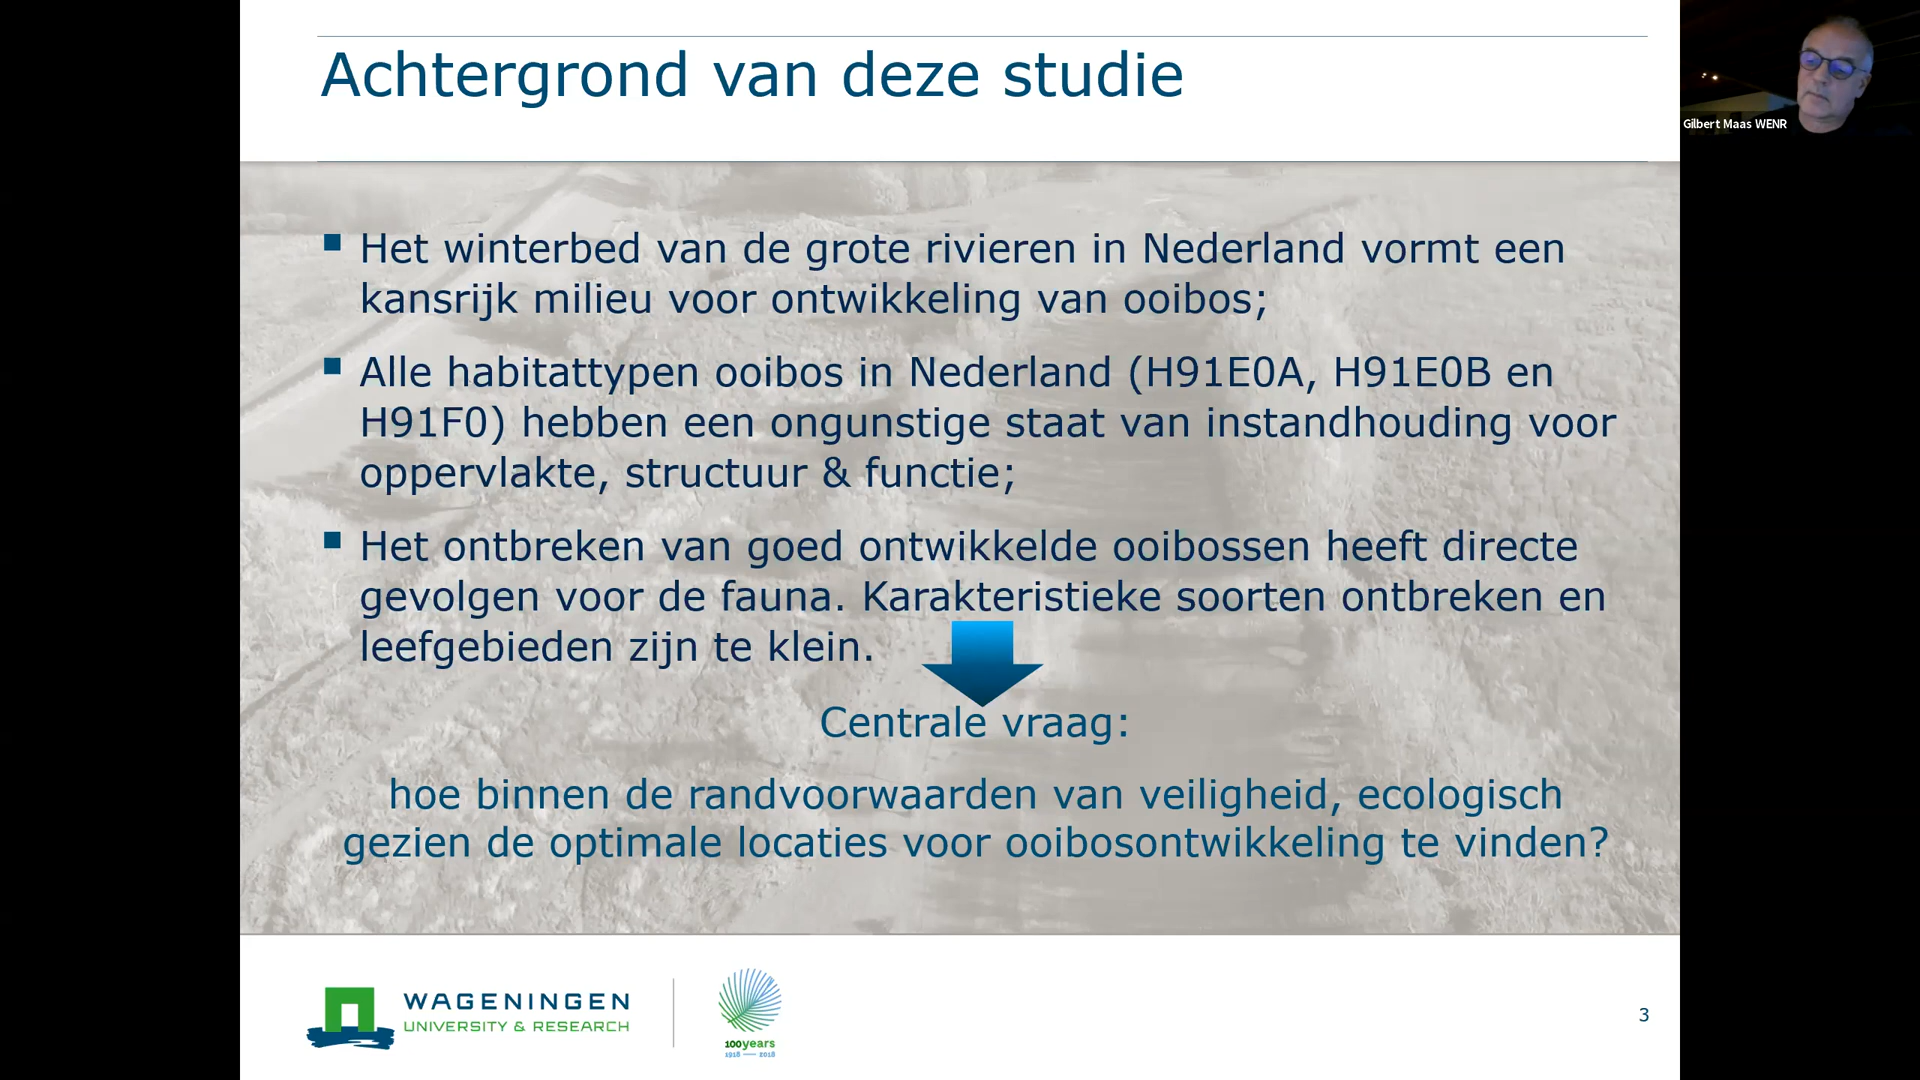 Achtergrond van deze studie
Gilbert Maas WENR
▪ Het winterbed van de grote rivieren in Nederland vormt een
kansrijk milieu voor ontwikkeling van ooibos;
▪ Alle habitattypen ooibos in Nederland (H91E0A, H91E0B en
H91F0) hebben een ongunstige staat van instandhouding voor
oppervlakte, structuur & functie;
▪ Het ontbreken van goed ontwikkelde ooibossen heeft directe
gevolgen voor de fauna. Karakteristieke soorten ontbreken en
leefgebieden zijn te klein.
Centrale vraag:
hoe binnen de randvoorwaarden van veiligheid, ecologisch
gezien de optimale locaties voor ooibosontwikkeling te vinden?
WAGENINGEN
UNIVERSITY & RESEARCH
100years
1918 — 2018
3